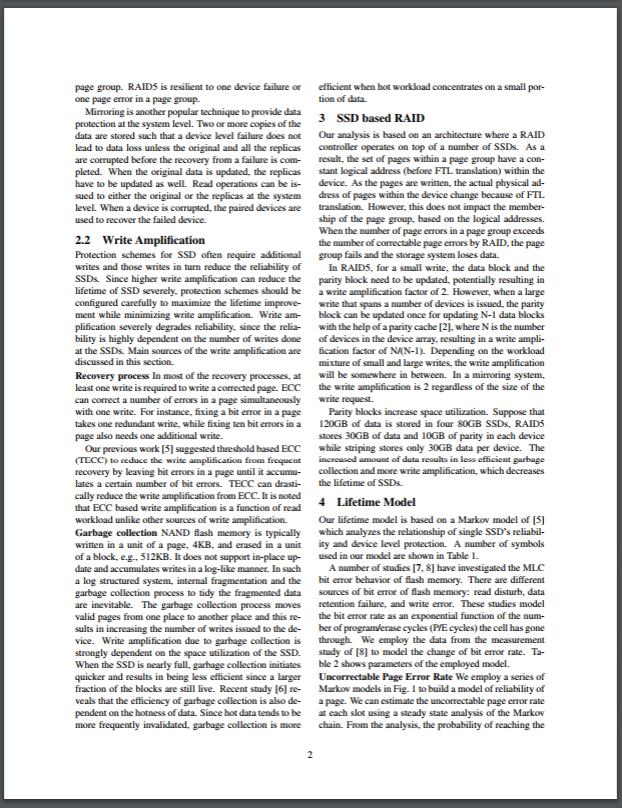 page group. RAID5 is resilient to one device failure or
one page error in a page group.
Mirroring is another popular technique to provide data
protection at the system level. Two or more copies of the
data are stored such that a device level failure does not
lead to data loss unless the original and all the replicas
are corrupted before the recovery from a failure is com-
pleted. When the original data is updated, the replicas
have to be updated as well. Read operations can be is-
sued to either the original or the replicas at the system
level. When a device is corrupted, the paired devices are
used to recover the failed device.
2.2 Write Amplification
Protection schemes for SSD often require additional
writes and those writes in turn reduce the reliability of
SSDs. Since higher write amplification can reduce the
lifetime of SSD severely, protection schemes should be
configured carefully to maximize the lifetime improve-
ment while minimizing write amplification. Write am-
plification severely degrades reliability, since the relia-
bility is highly dependent on the number of writes done
at the SSDs. Main sources of the write amplification are
discussed in this section.
Recovery process In most of the recovery processes, at
least one write is required to write a corrected page. ECC
can correct a number of errors in a page simultaneously
with one write. For instance, fixing a bit error in a page
takes one redundant write, while fixing ten bit errors in a
page also needs one additional write.
Our previous work [5] suggested threshold based ECC
(TECC) to reduce the write amplification from frequent
recovery by leaving bit errors in a page until it accumu-
lates a certain number of bit errors. TECC can drasti-
cally reduce the write amplification from ECC. It is noted
that ECC based write amplification is a function of read
workload unlike other sources of write amplification.
Garbage collection NAND flash memory is typically
written in a unit of a page, 4KB, and erased in a unit
of a block, e.g., 512KB. It does not support in-place up-
date and accumulates writes in a log-like manner. In such
a log structured system, internal fragmentation and the
garbage collection process to tidy the fragmented data
are inevitable. The garbage collection process moves
valid pages from one place to another place and this re-
sults in increasing the number of writes issued to the de-
vice. Write amplification due to garbage collection is
strongly dependent on the space utilization of the SSD.
When the SSD is nearly full, garbage collection initiates
quicker and results in being less efficient since a larger
fraction of the blocks are still live. Recent study [6] re-
veals that the efficiency of garbage collection is also de-
pendent on the hotness of data. Since hot data tends to be
more frequently invalidated, garbage collection is more
efficient when hot workload concentrates on a small por-
tion of data.
3 SSD based RAID
Our analysis is based on an architecture where a RAID
controller operates on top of a number of SSDs. As a
result, the set of pages within a page group have a con-
stant logical address (before FTL translation) within the
device. As the pages are written, the actual physical ad-
dress of pages within the device change because of FTL
translation. However, this does not impact the member-
ship of the page group, based on the logical addresses.
When the number of page errors in a page group exceeds
the number of correctable page errors by RAID, the page
group fails and the storage system loses data.
In RAID5, for a small write, the data block and the
parity block need to be updated, potentially resulting in
a write amplification factor of 2. However, when a large
write that spans a number of devices is issued, the parity
block can be updated once for updating N-1 data blocks
with the help of a parity cache [2], where N is the number
of devices in the device array, resulting in a write ampli-
fication factor of N/(N-1). Depending on the workload
mixture of small and large writes, the write amplification
will be somewhere in between. In a mirroring system,
the write amplification is 2 regardless of the size of the
write request.
Parity blocks increase space utilization. Suppose that
120GB of data is stored in four 80GB SSDs, RAID5
stores 30GB of data and 10GB of parity in each device
while striping stores only 30GB data per device. The
increased amount of data results in less efficient garbage
collection and more write amplification, which decreases
the lifetime of SSDs.
4 Lifetime Model
Our lifetime model is based on a Markov model of [5]
which analyzes the relationship of single SSD's reliabil-
ity and device level protection. A number of symbols
used in our model are shown in Table 1.
A number of studies [7, 8] have investigated the MLC
bit error behavior of flash memory. There are different
sources of bit error of flash memory: read disturb, data
retention failure, and write error. These studies model
the bit error rate as an exponential function of the num-
ber of program/erase cycles (P/E cycles) the cell has gone
through. We employ the data from the measurement
study of [8] to model the change of bit error rate. Ta-
ble 2 shows parameters of the employed model.
Uncorrectable Page Error Rate We employ a series of
Markov models in Fig. 1 to build a model of reliability of
a page. We can estimate the uncorrectable page error rate
at each slot using a steady state analysis of the Markov
chain. From the analysis, the probability of reaching the
2